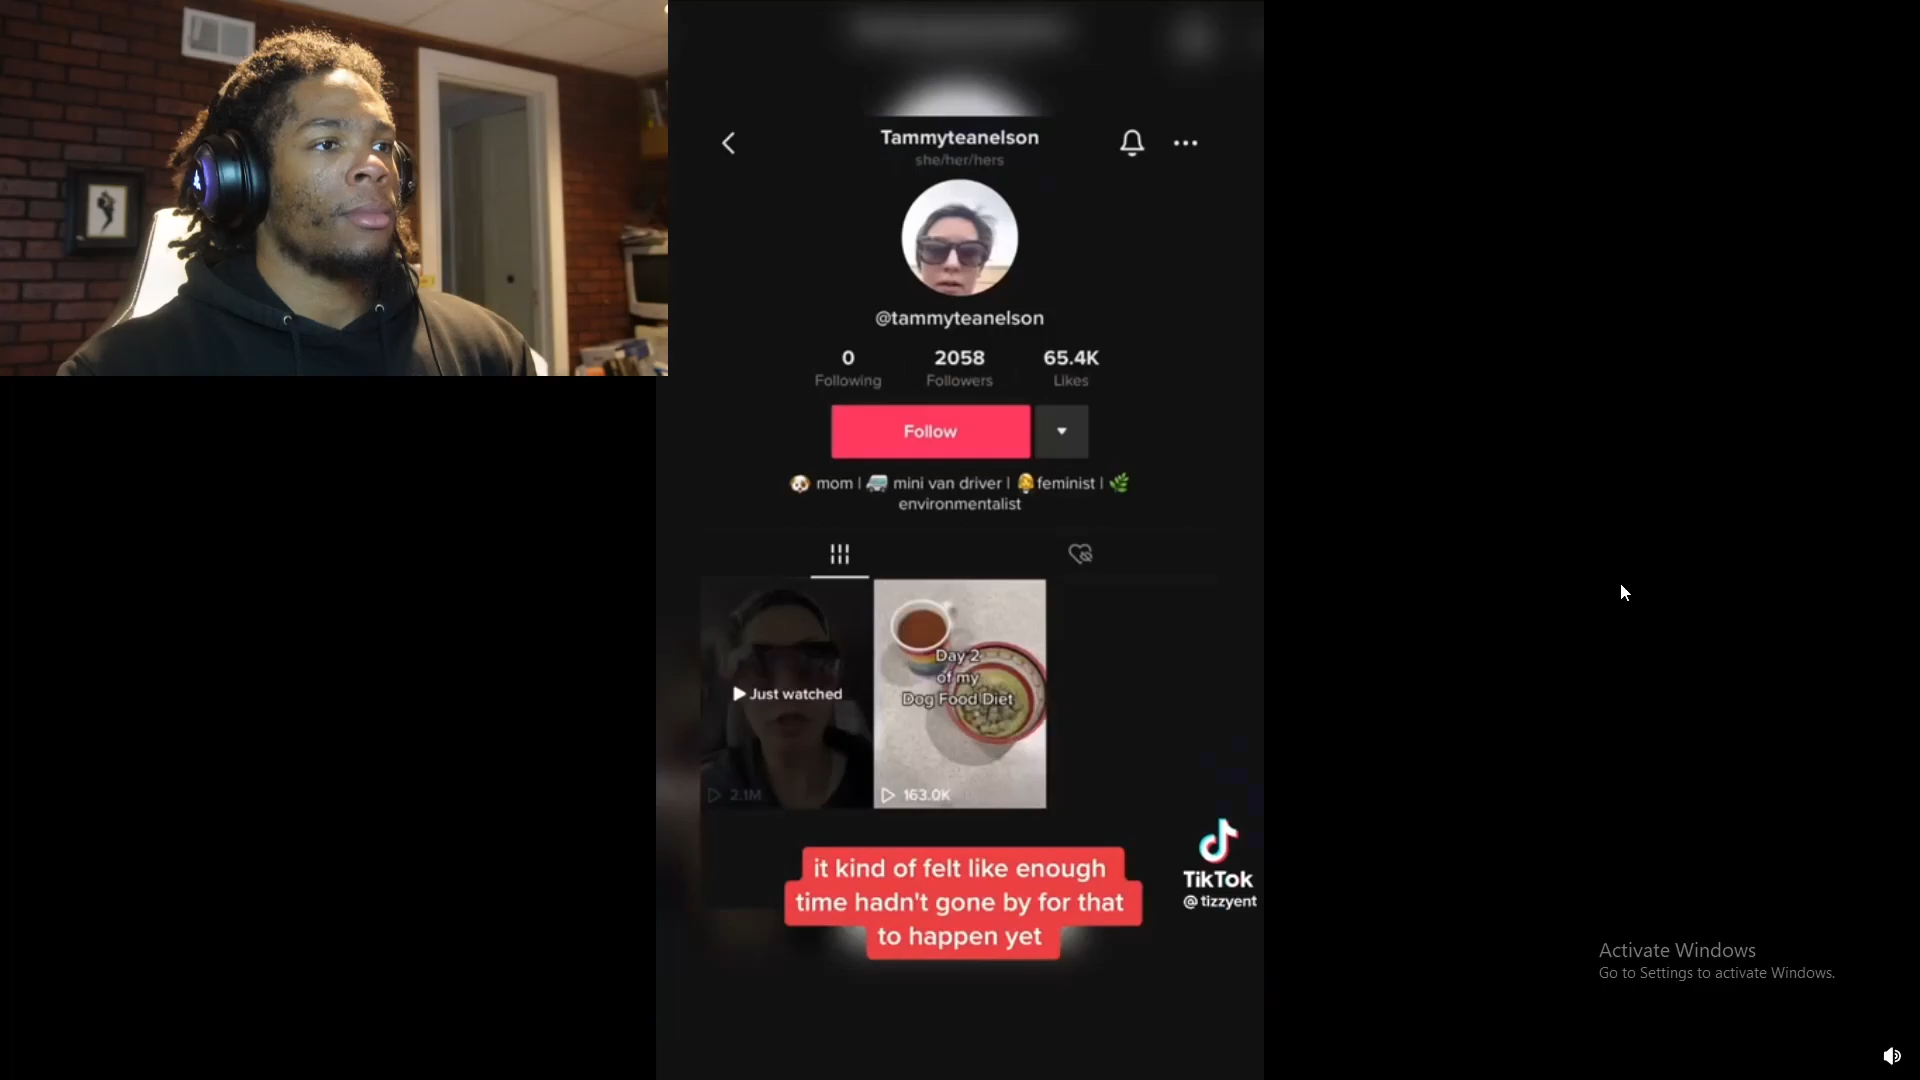 Tammyteanelson
she/her/hers
@tammyteanelson
0
2058
65.4K
Following
Followers
Likes
Follow
mom | mini van driver | feminist |
environmentalist
Just watched
2.1M
Day 2
of my
Dog Food Diet
163.0K
it kind of felt like enough
time hadn't gone by for that
to happen yet
TikTok
@tizzyent
Activate Windows
Go to Settings to activate Windows.